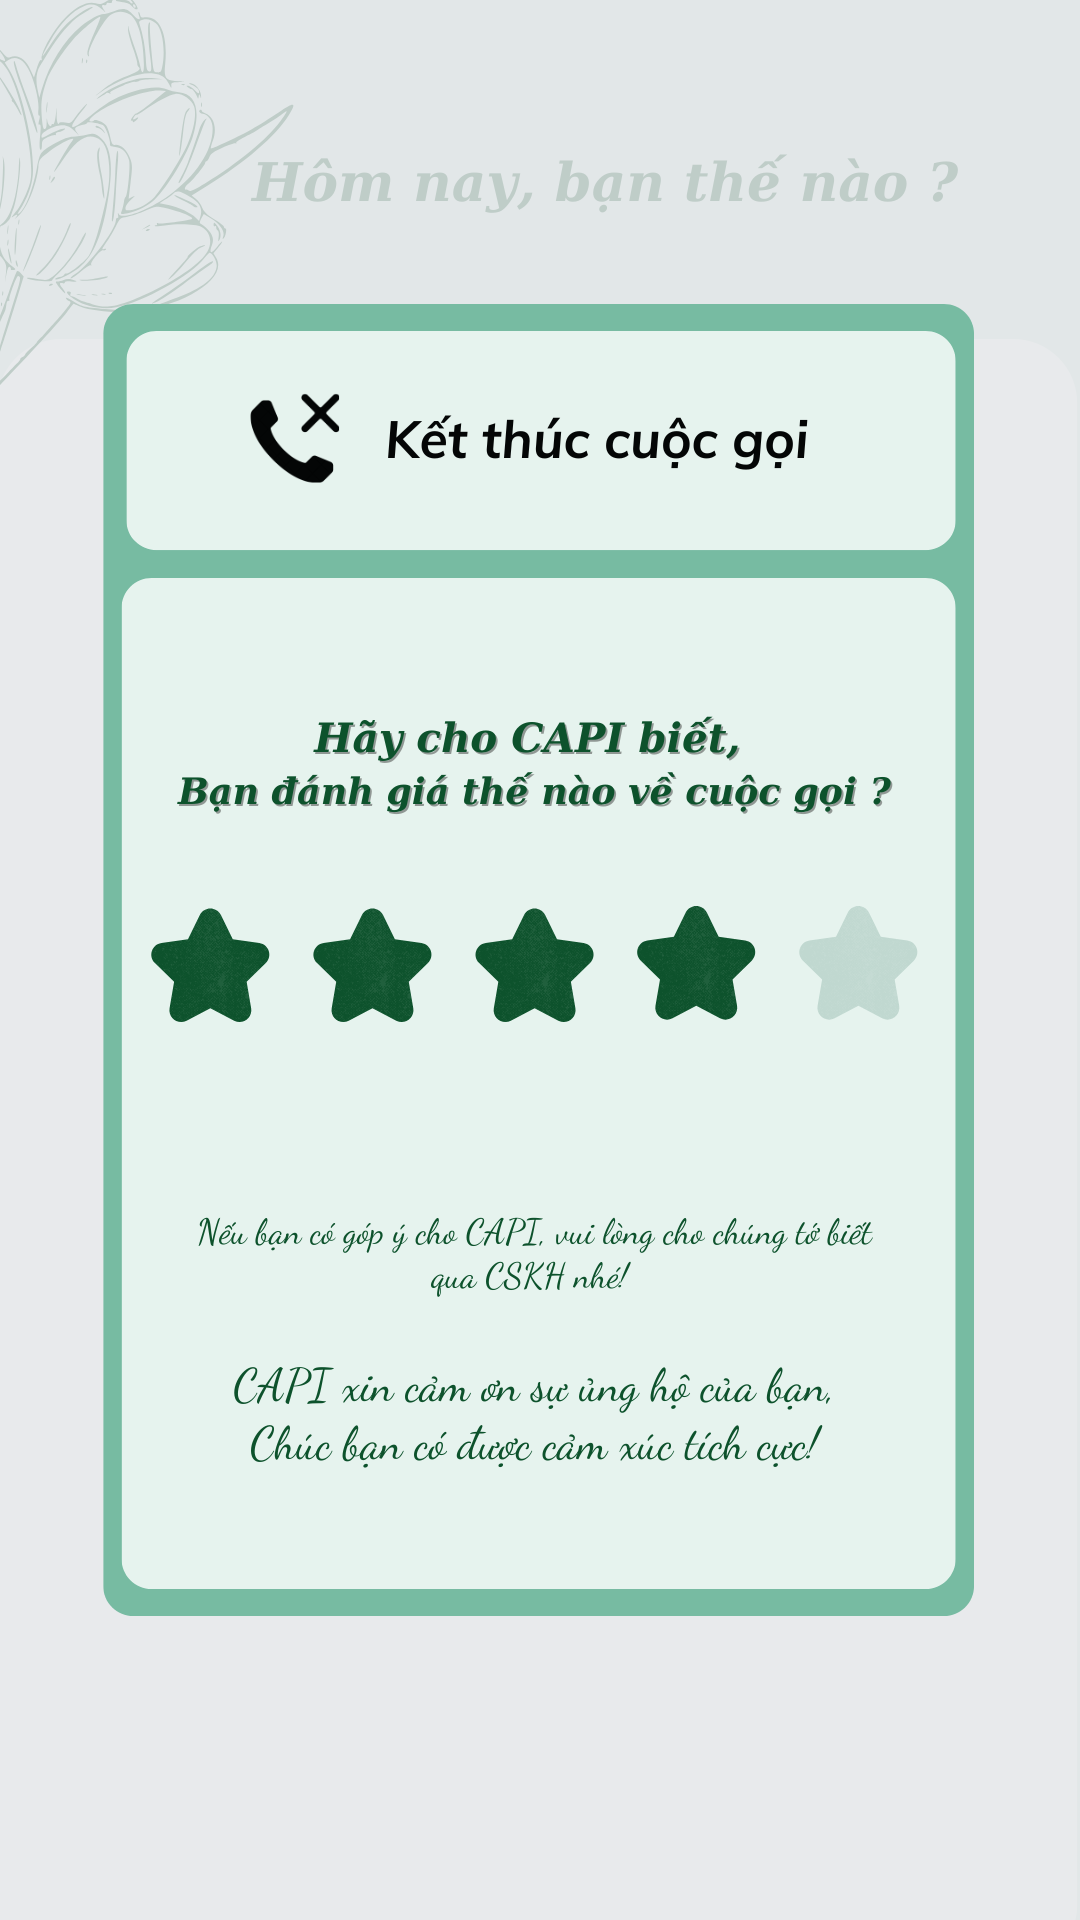 Hôm nay, bạn thế nào ?
Kết thúc cuộc gọi
Hãy cho CAPI biết,
Bạn đánh giá thế nào về cuộc gọi ?
Nếu bạn có góp ý cho CAPI, vui lòng cho chúng tớ biết
qua CSKH nhé!
CAPI xin cảm ơn sự ủng hộ của bạn,
Chúc bạn có được cảm xúc tích cực!